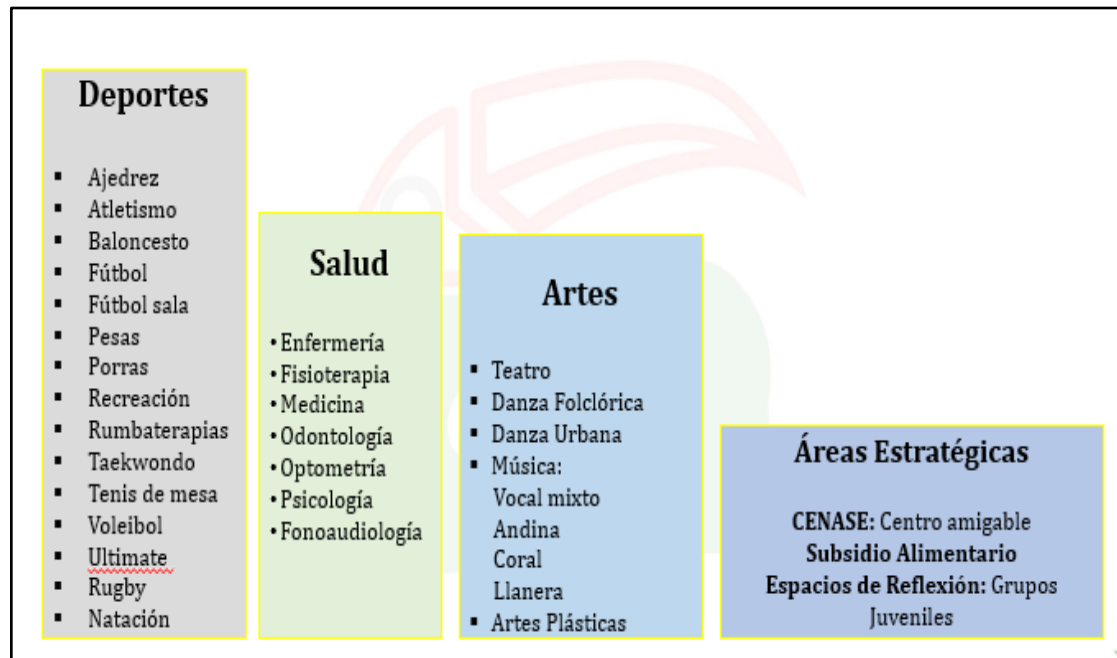 Deportes
▪ Ajedrez
▪ Atletismo
▪ Baloncesto
▪ Fútbol
▪ Fútbol sala
▪ Pesas
▪ Porras
▪ Recreación
▪ Rumbaterapias
▪ Taekwondo
▪ Tenis de mesa
▪ Voleibol
▪ Ultimate
▪ Rugby
▪ Natación
Salud
• Enfermería
• Fisioterapia
• Medicina
• Odontología
• Optometría
• Psicología
• Fonoaudiología
Artes
▪ Teatro
▪ Danza Folclórica
▪ Danza Urbana
▪ Música:
Vocal mixto
Andina
Coral
Llanera
▪ Artes Plásticas
Áreas Estratégicas
CENASE: Centro amigable
Subsidio Alimentario
Espacios de Reflexión: Grupos
Juveniles